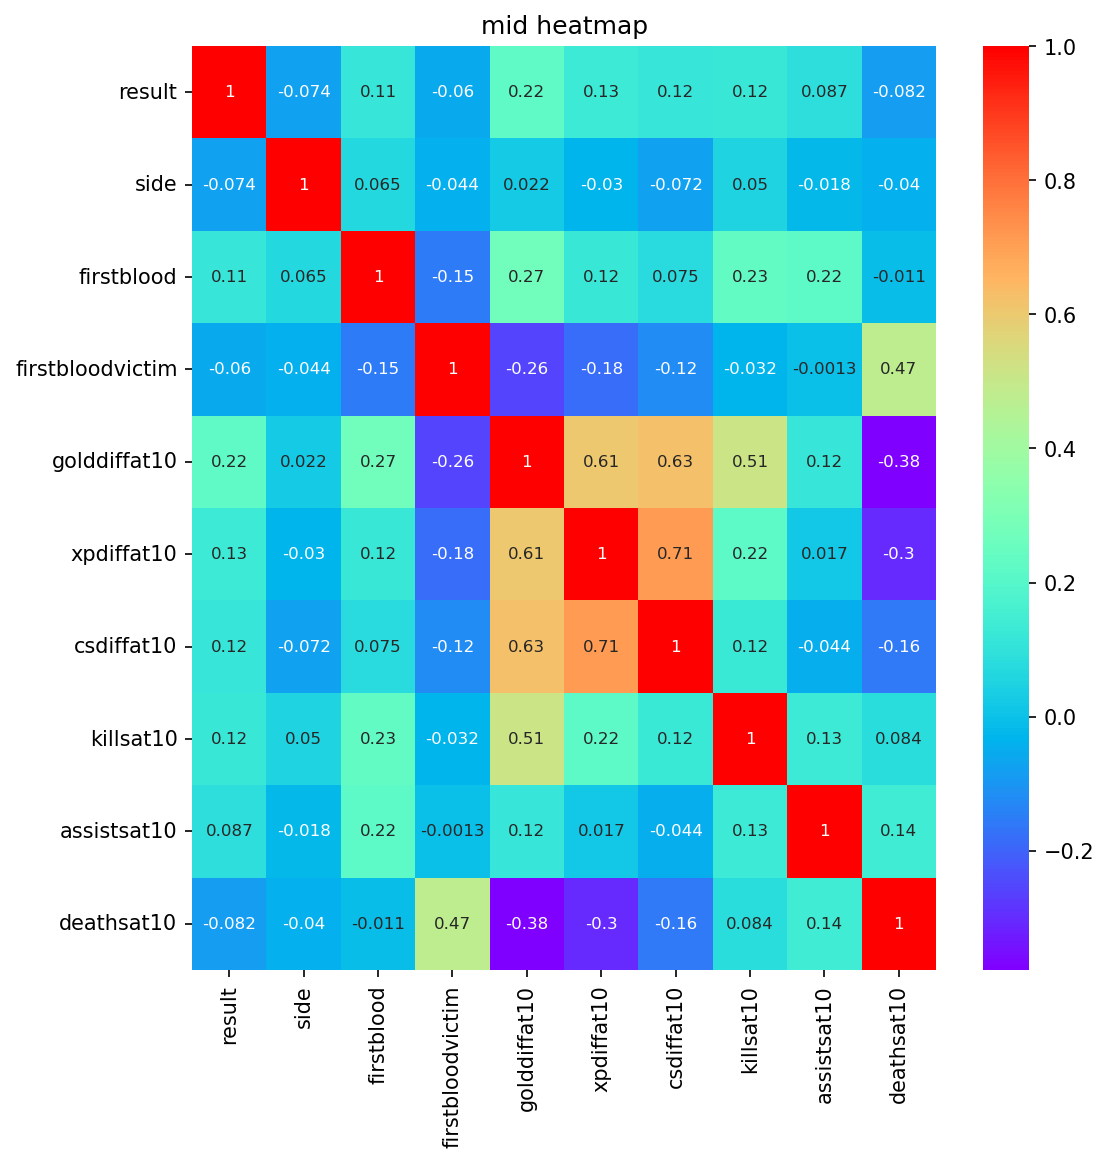 mid heatmap
result 1 -0.074 0.11 -0.06 0.22 0.13 0.12 0.12 0.087 -0.082
side -0.074 1 0.065 -0.044 0.022 -0.03 -0.072 0.05 -0.018 -0.04
firstblood 0.11 0.065 1 -0.15 0.27 0.12 0.075 0.23 0.22 -0.011
firstbloodvictim -0.06 -0.044 -0.15 1 -0.26 -0.18 -0.12 -0.032 -0.0013 0.47
golddiffat10 0.22 0.022 0.27 -0.26 1 0.61 0.63 0.51 0.12 -0.38
xpdiffat10 0.13 -0.03 0.12 -0.18 0.61 1 0.71 0.22 0.017 -0.3
csdiffat10 0.12 -0.072 0.075 -0.12 0.63 0.71 1 0.12 -0.044 -0.16
killsat10 0.12 0.05 0.23 -0.032 0.51 0.22 0.12 1 0.13 0.084
assistsat10 0.087 -0.018 0.22 -0.0013 0.12 0.017 -0.044 0.13 1 0.14
deathsat10 -0.082 -0.04 -0.011 0.47 -0.38 -0.3 -0.16 0.084 0.14 1
result
side
firstblood
firstbloodvictim
golddiffat10
xpdiffat10
csdiffat10
killsat10
assistsat10
deathsat10
1.0
0.8
0.6
0.4
0.2
0.0
−0.2